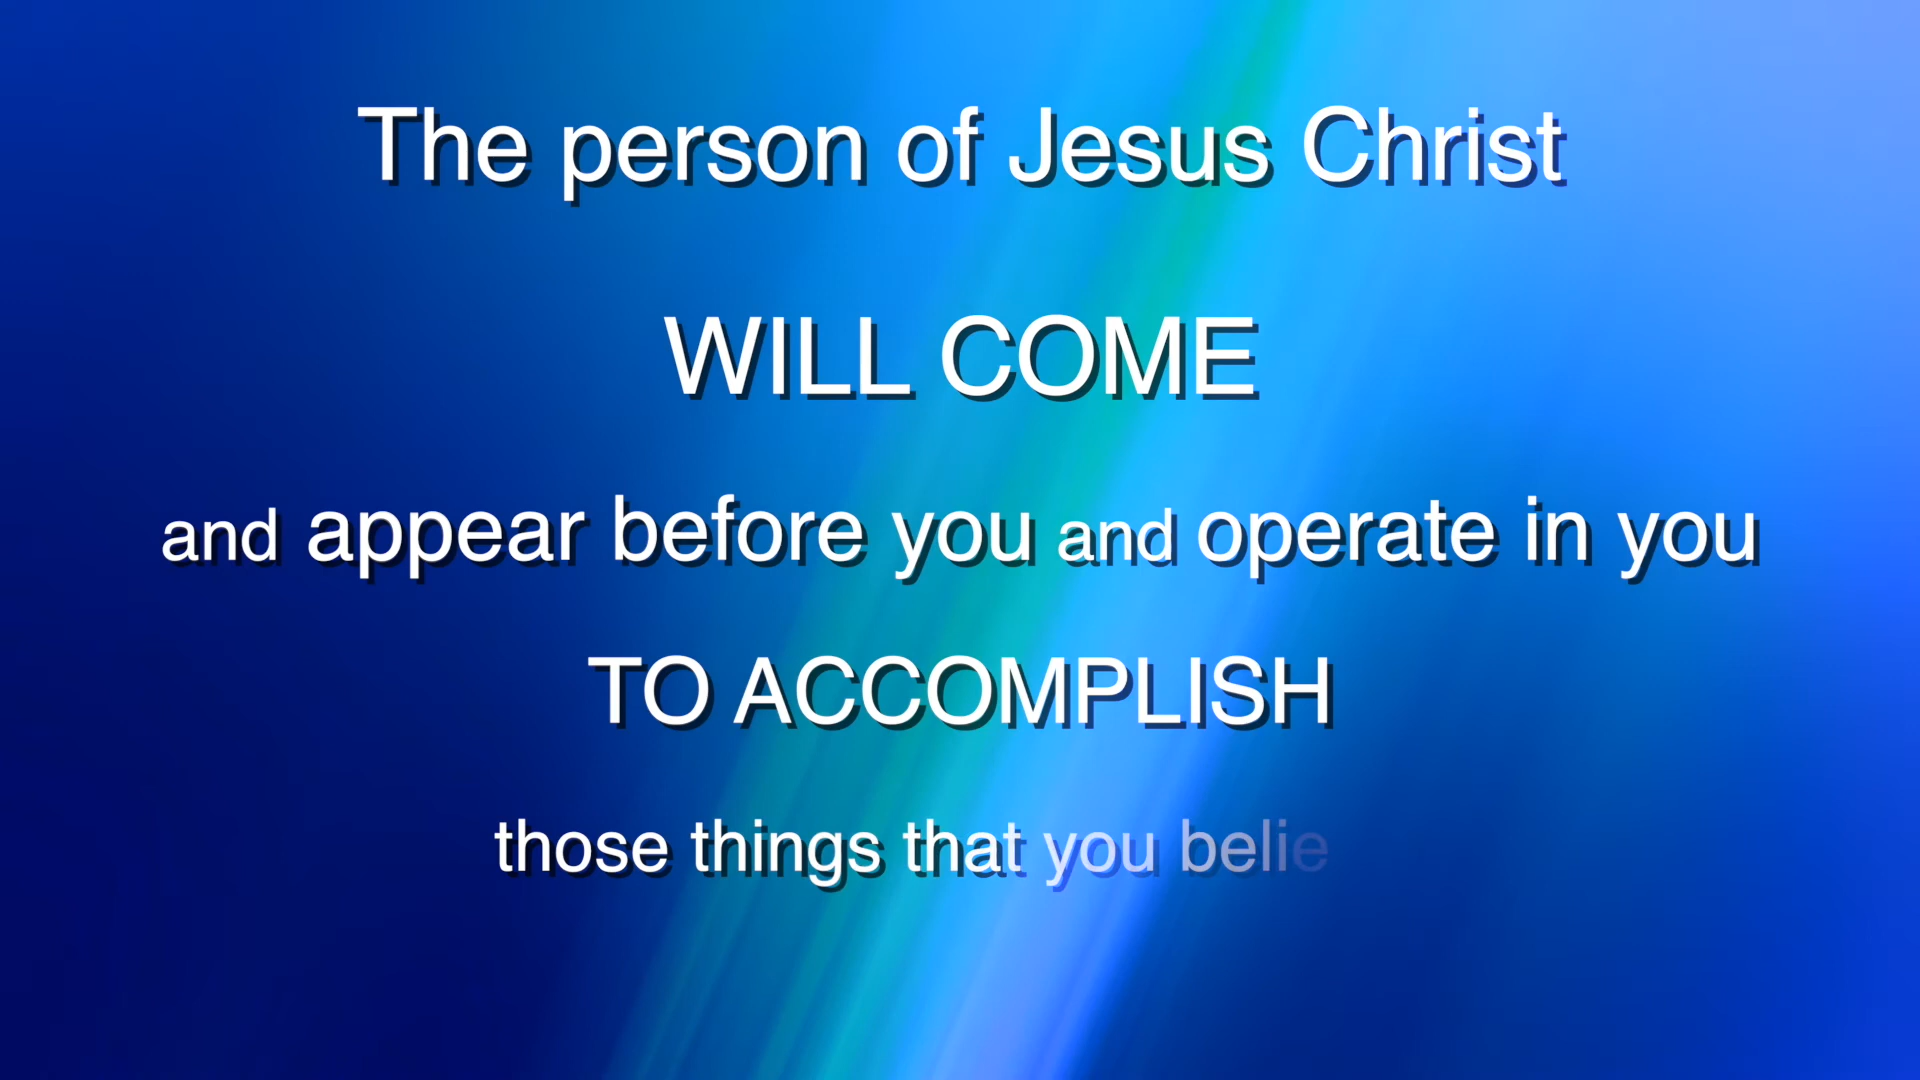 The person of Jesus Christ
WILL COME
and appear before you and operate in you
TO ACCOMPLISH
those things that you belie